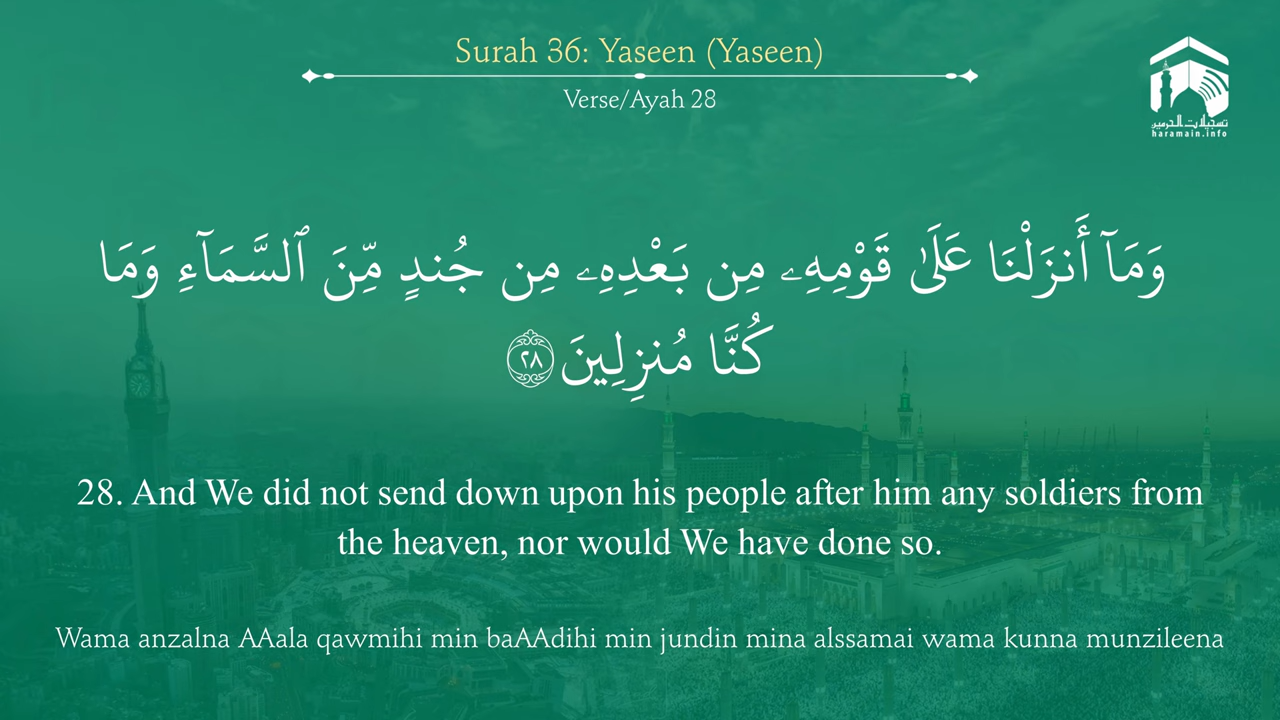 Surah 36: Yaseen (Yaseen)
Verse/Ayah 28
تسجيلات الحرمين
haramain.info
وَمَآ أَنزَلْنَا عَلَىٰ قَوْمِهِۦ مِن بَعْدِهِۦ مِن جُندٍ مِّنَ ٱلسَّمَآءِ وَمَا
كُنَّا مُنزِلِينَ ٢٨
28. And We did not send down upon his people after him any soldiers from
the heaven, nor would We have done so.
Wama anzalna AAala qawmihi min baAAdihi min jundin mina alssamai wama kunna munzileena